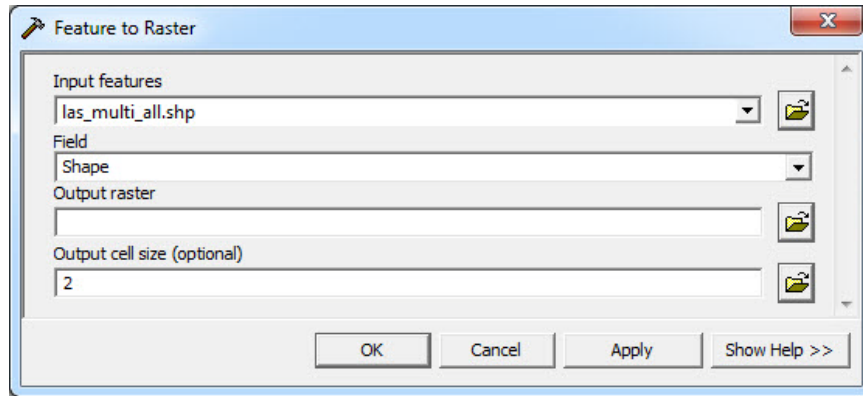 Feature to Raster
Input features
las_multi_all.shp
Field
Shape
Output raster
Output cell size (optional)
2
OK
Cancel
Apply
Show Help >>